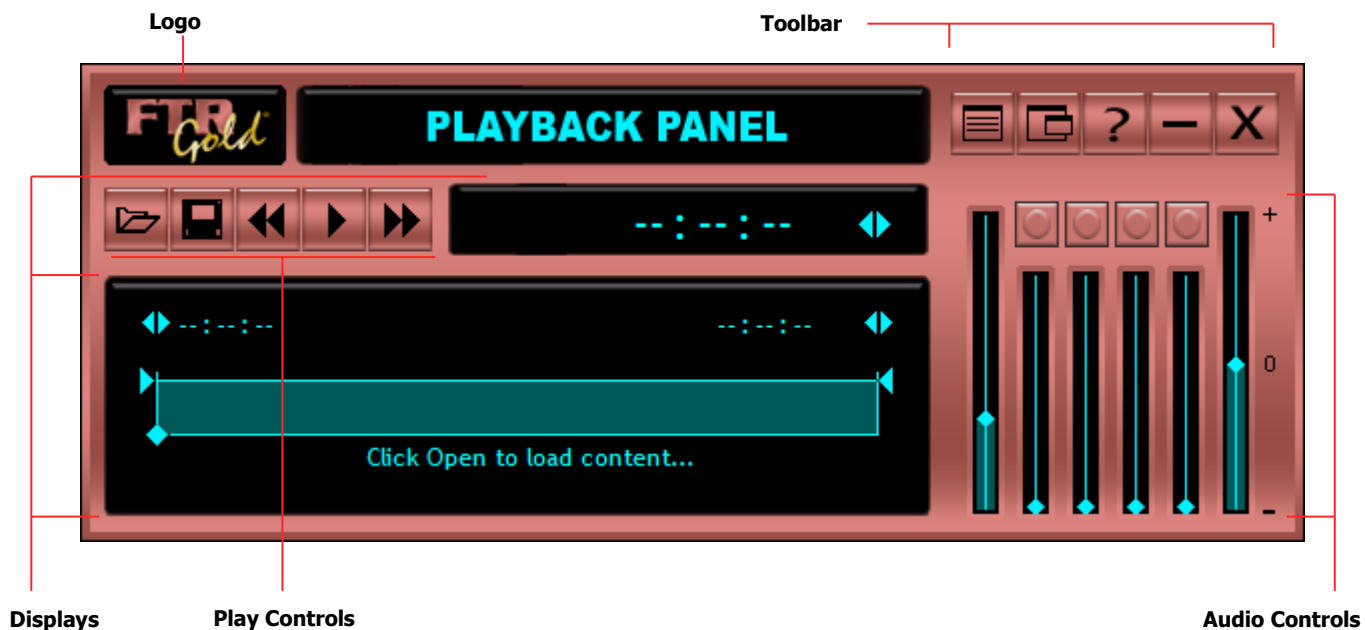 Logo
Toolbar
FTR
Gold
PLAYBACK PANEL
?
X
--:--:--
+
--:--:--
--:--:--
0
Click Open to load content...
-
Displays
Play Controls
Audio Controls